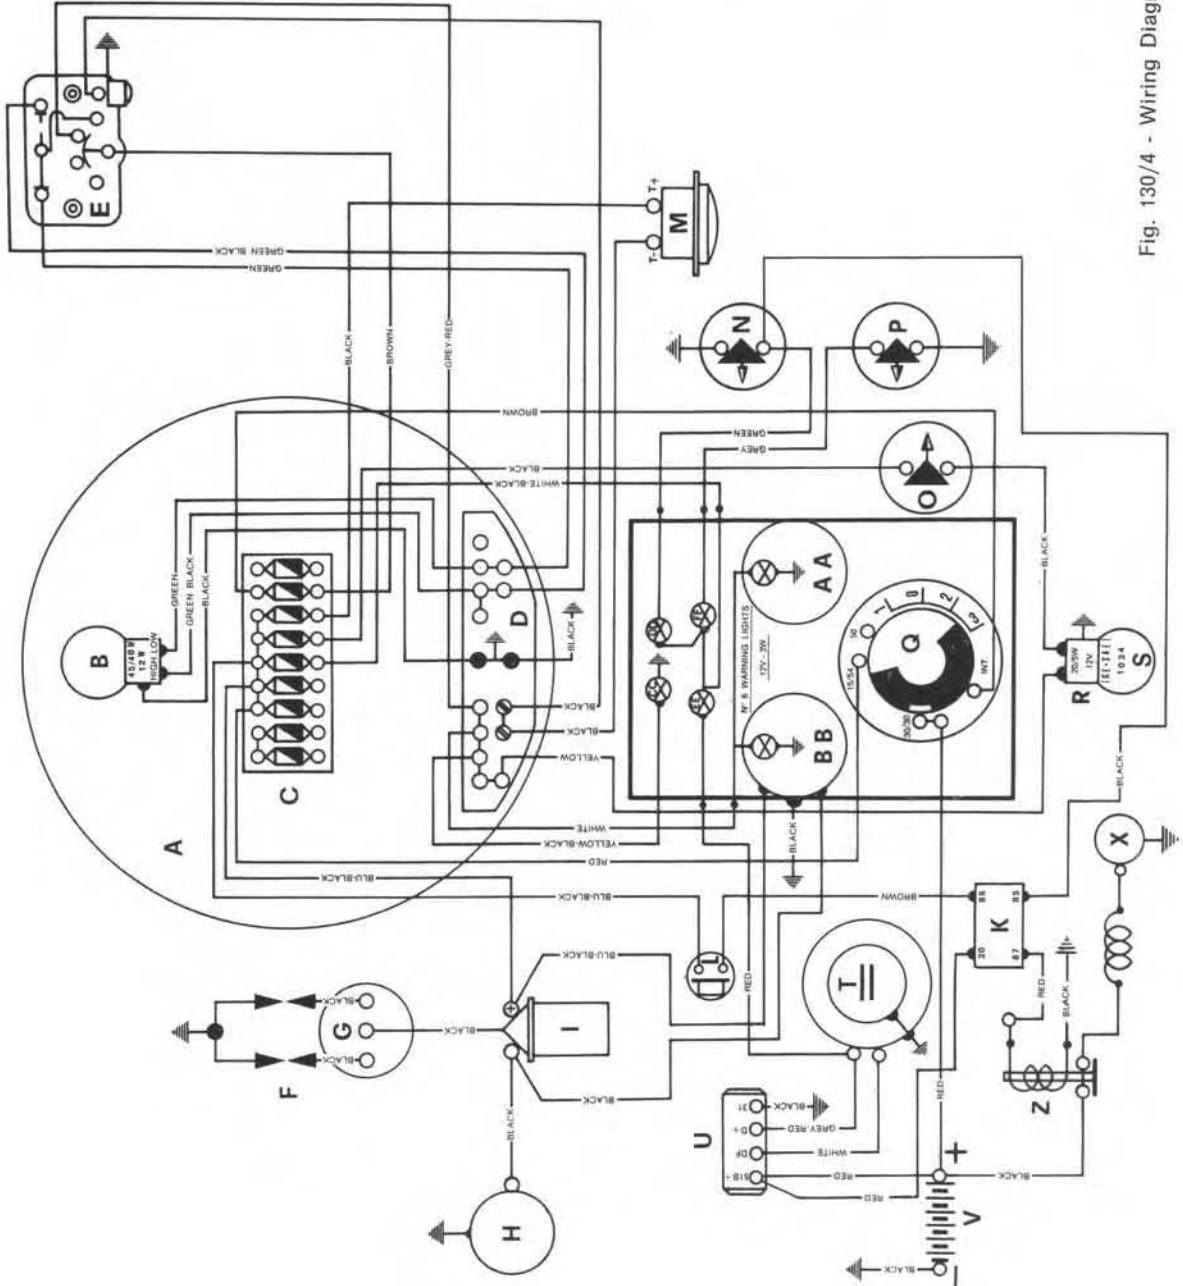 Fig. 130/4 - Wiring Diag
E
GREEN BLACK
GREEN
BLACK
BROWN
GREY-RED
T-
T+
M
N
P
O
BROWN
GREEN
GREY
BLACK
WHITE-BLACK
A
B
45/40 W
12 W
HIGH LOW
GREEN
GREEN BLACK
BLACK
C
D
BLACK
BLACK
BLACK
YELLOW
WHITE
YELLOW-BLACK
RED
BLU-BLACK
BLU-BLACK
A A
B B
N° 6 WARNING LIGHTS
12V - 3W
Q
50
15/54
30/30
INT.
1
0
2
3
BLACK
BLACK
R
20/5W
12V
S
1034
BLACK
X
K
86
85
30
87
BROWN
RED
BLACK
Z
L
T
RED
BLU-BLACK
BLACK
F
G
BLACK
BLACK
BLACK
I
+
BLACK
H
U
31
D+
DF
BLACK
GREY-RED
WHITE
RED
RED
RED
BLACK
V
+
BLACK